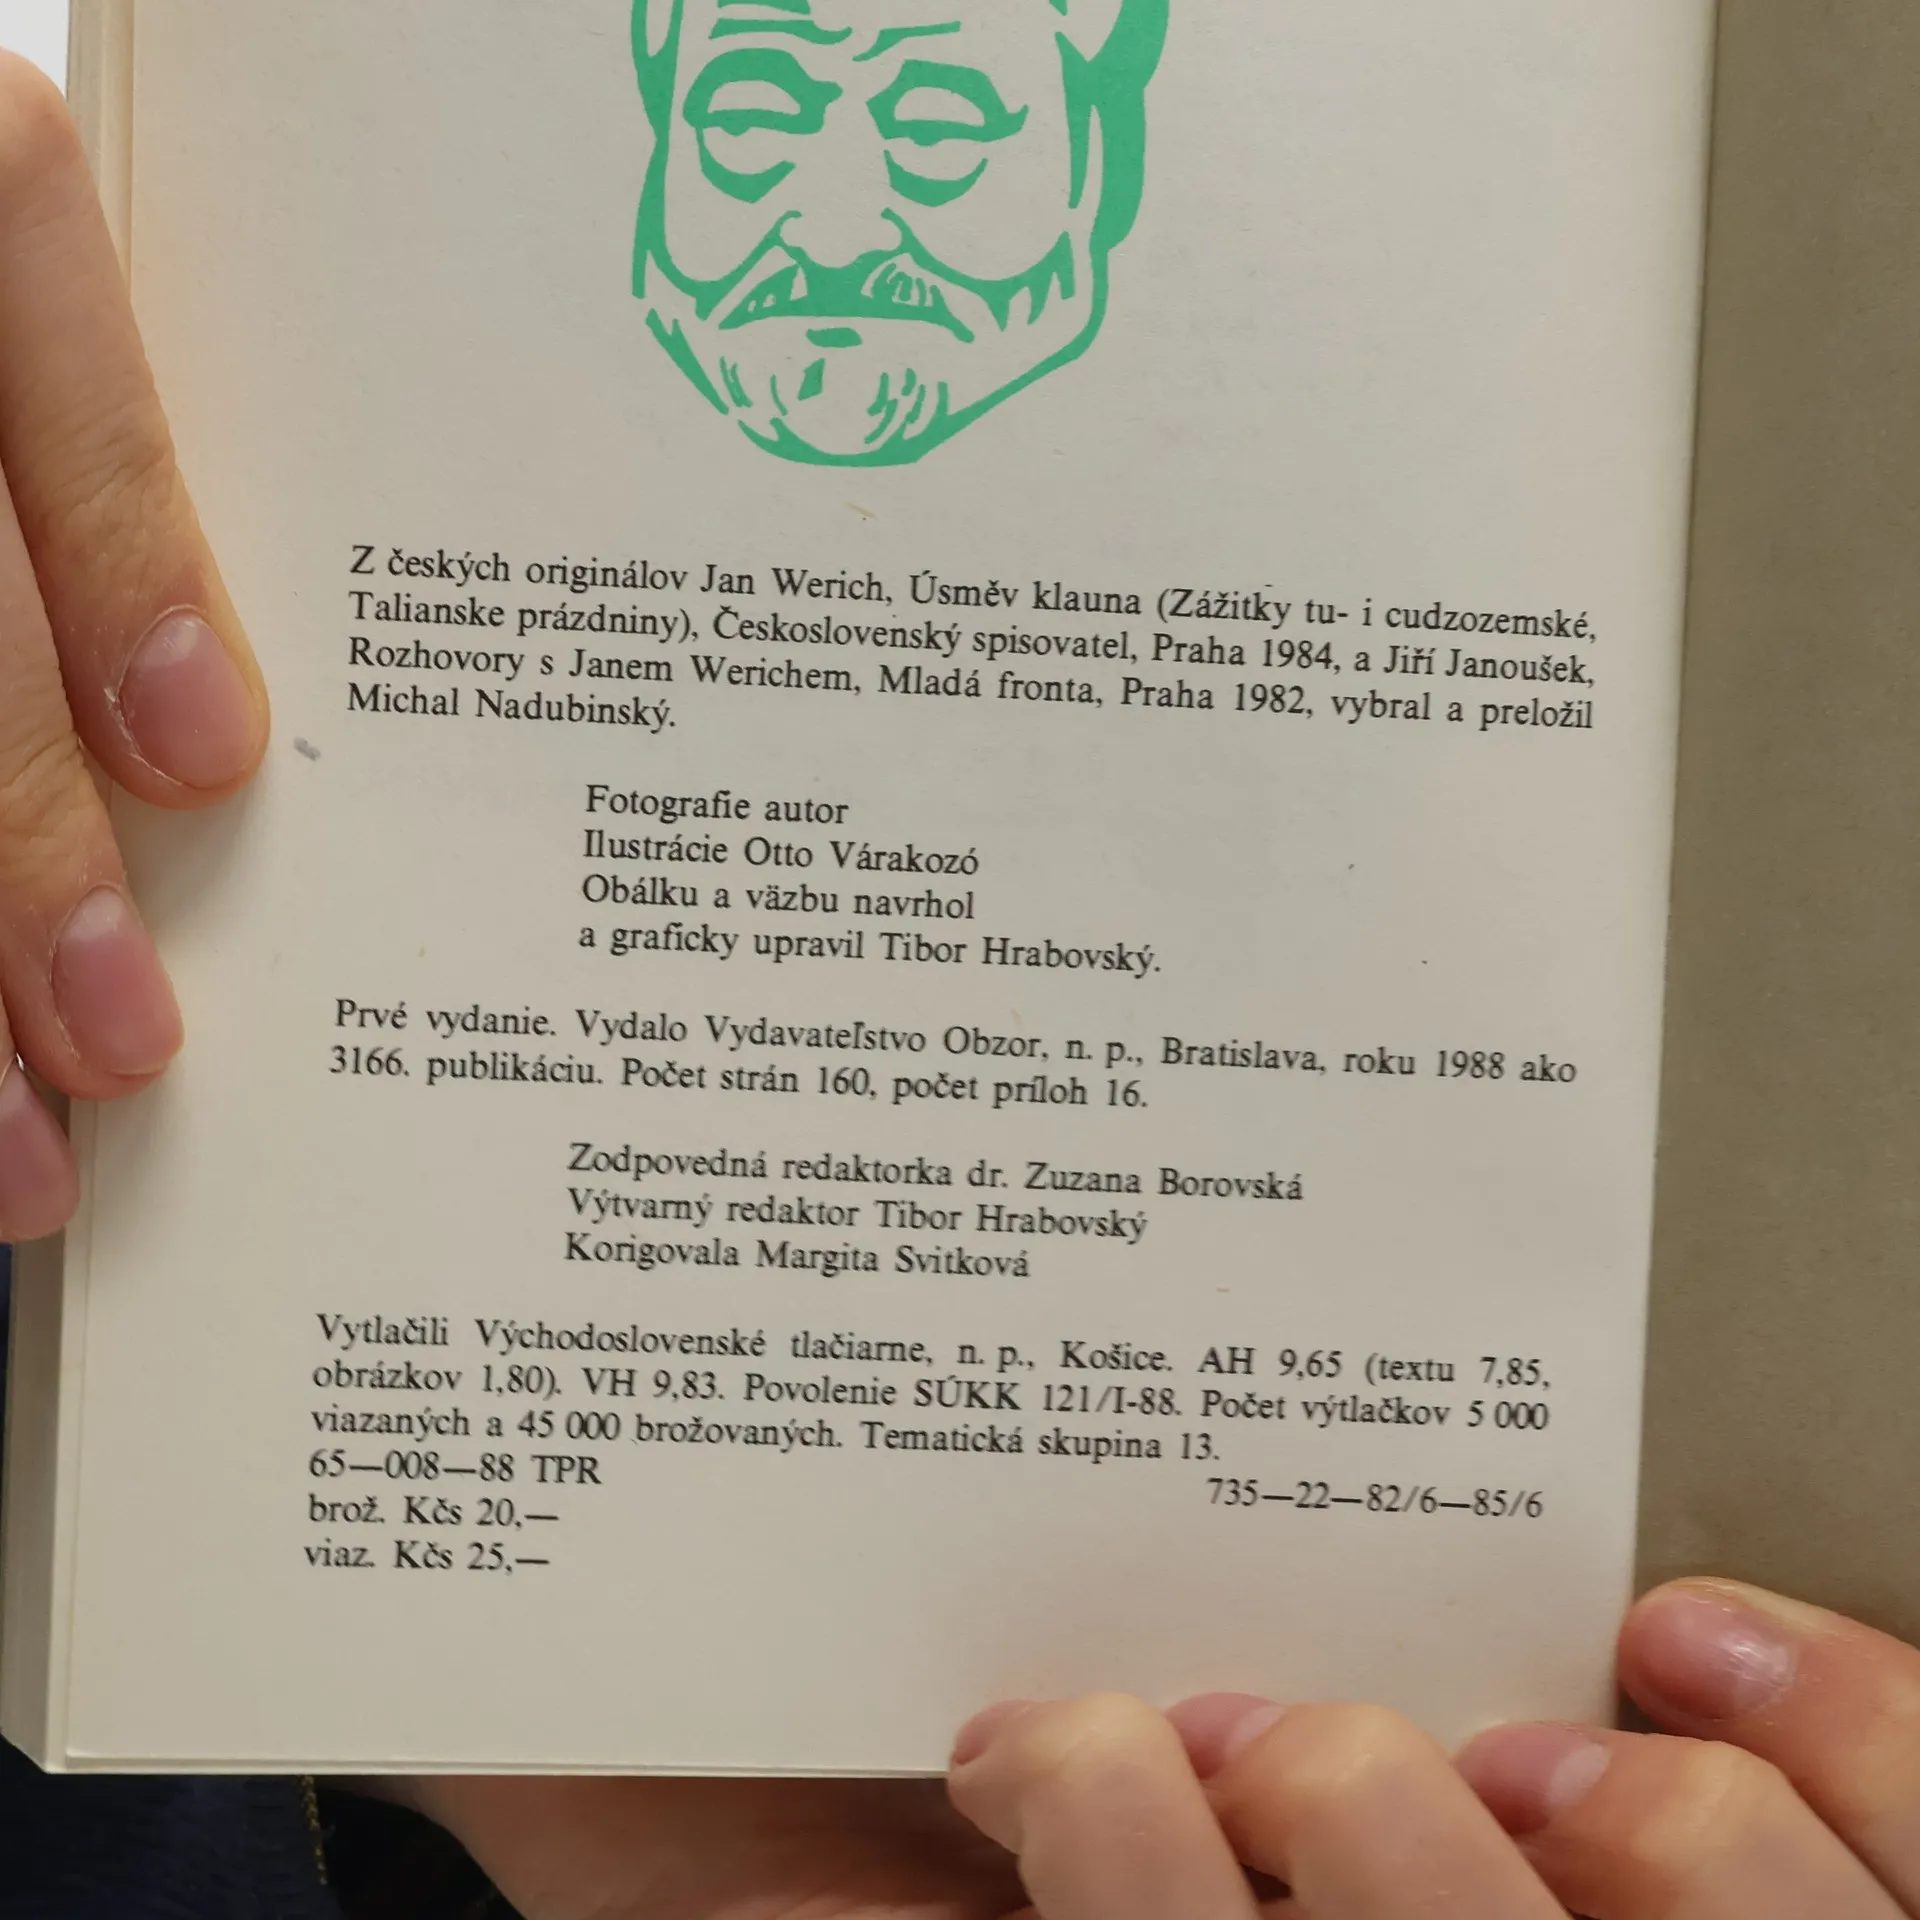 Z českých originálov Jan Werich, Úsměv klauna (Zážitky tu- i cudzozemské,
Talianske prázdniny), Československý spisovatel, Praha 1984, a Jiří Janoušek,
Rozhovory s Janem Werichem, Mladá fronta, Praha 1982, vybral a preložil
Michal Nadubinský.
Fotografie autor
Ilustrácie Otto Várakozó
Obálku a väzbu navrhol
a graficky upravil Tibor Hrabovský.
Prvé vydanie. Vydalo Vydavateľstvo Obzor, n. p., Bratislava, roku 1988 ako
3166. publikáciu. Počet strán 160, počet príloh 16.
Zodpovedná redaktorka dr. Zuzana Borovská
Výtvarný redaktor Tibor Hrabovský
Korigovala Margita Svitková
Vytlačili Východoslovenské tlačiarne, n. p., Košice. AH 9,65 (textu 7,85,
obrázkov 1,80). VH 9,83. Povolenie SÚKK 121/I-88. Počet výtlačkov 5 000
viazaných a 45 000 brožovaných. Tematická skupina 13.
65—008—88 TPR
735—22—82/6—85/6
brož. Kčs 20,—
viaz. Kčs 25,—